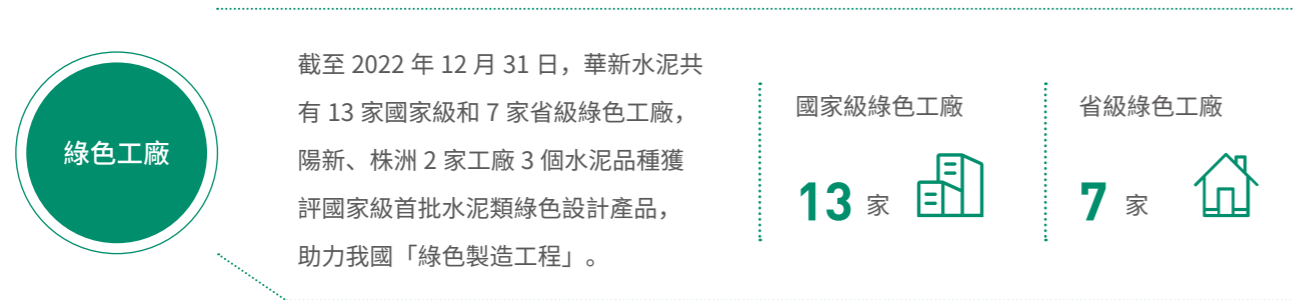 綠色工廠
截至 2022 年 12 月 31 日，華新水泥共
有 13 家國家級和 7 家省級綠色工廠，
陽新、株洲 2 家工廠 3 個水泥品種獲
評國家級首批水泥類綠色設計產品，
助力我國「綠色製造工程」。
國家級綠色工廠
13 家
省級綠色工廠
7 家